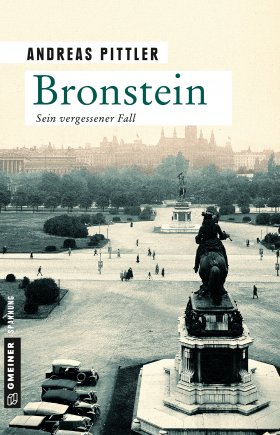 ANDREAS PITTLER
Bronstein
Sein vergessener Fall
GMEINER SPANNUNG